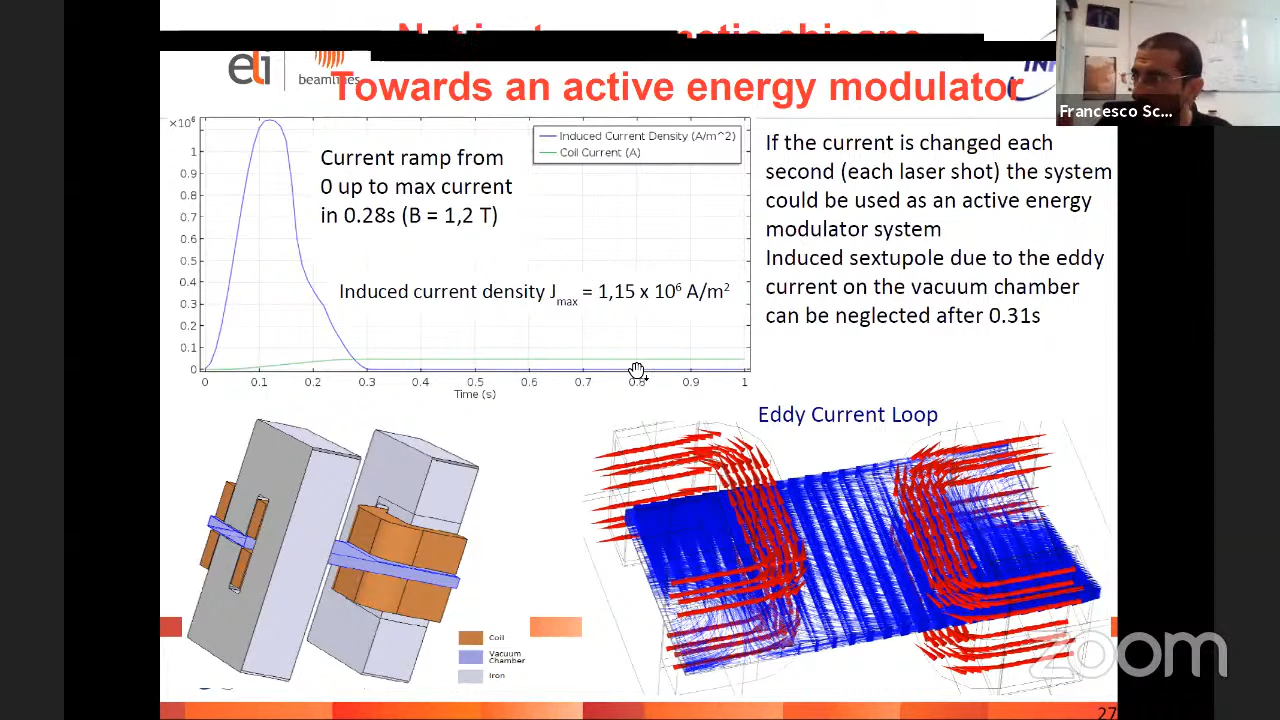 eli beamlines
Towards an active energy modulator
Francesco Sc...
×10⁶
Induced Current Density (A/m^2)
Coil Current (A)
Current ramp from
0 up to max current
in 0.28s (B = 1,2 T)
Induced current density Jmax = 1,15 x 10⁶ A/m²
1
0.9
0.8
0.7
0.6
0.5
0.4
0.3
0.2
0.1
0
0 0.1 0.2 0.3 0.4 0.5 0.6 0.7 0.8 0.9 1
Time (s)
If the current is changed each
second (each laser shot) the system
could be used as an active energy
modulator system
Induced sextupole due to the eddy
current on the vacuum chamber
can be neglected after 0.31s
Eddy Current Loop
Coil
Vacuum
Chamber
Iron
zoom
27